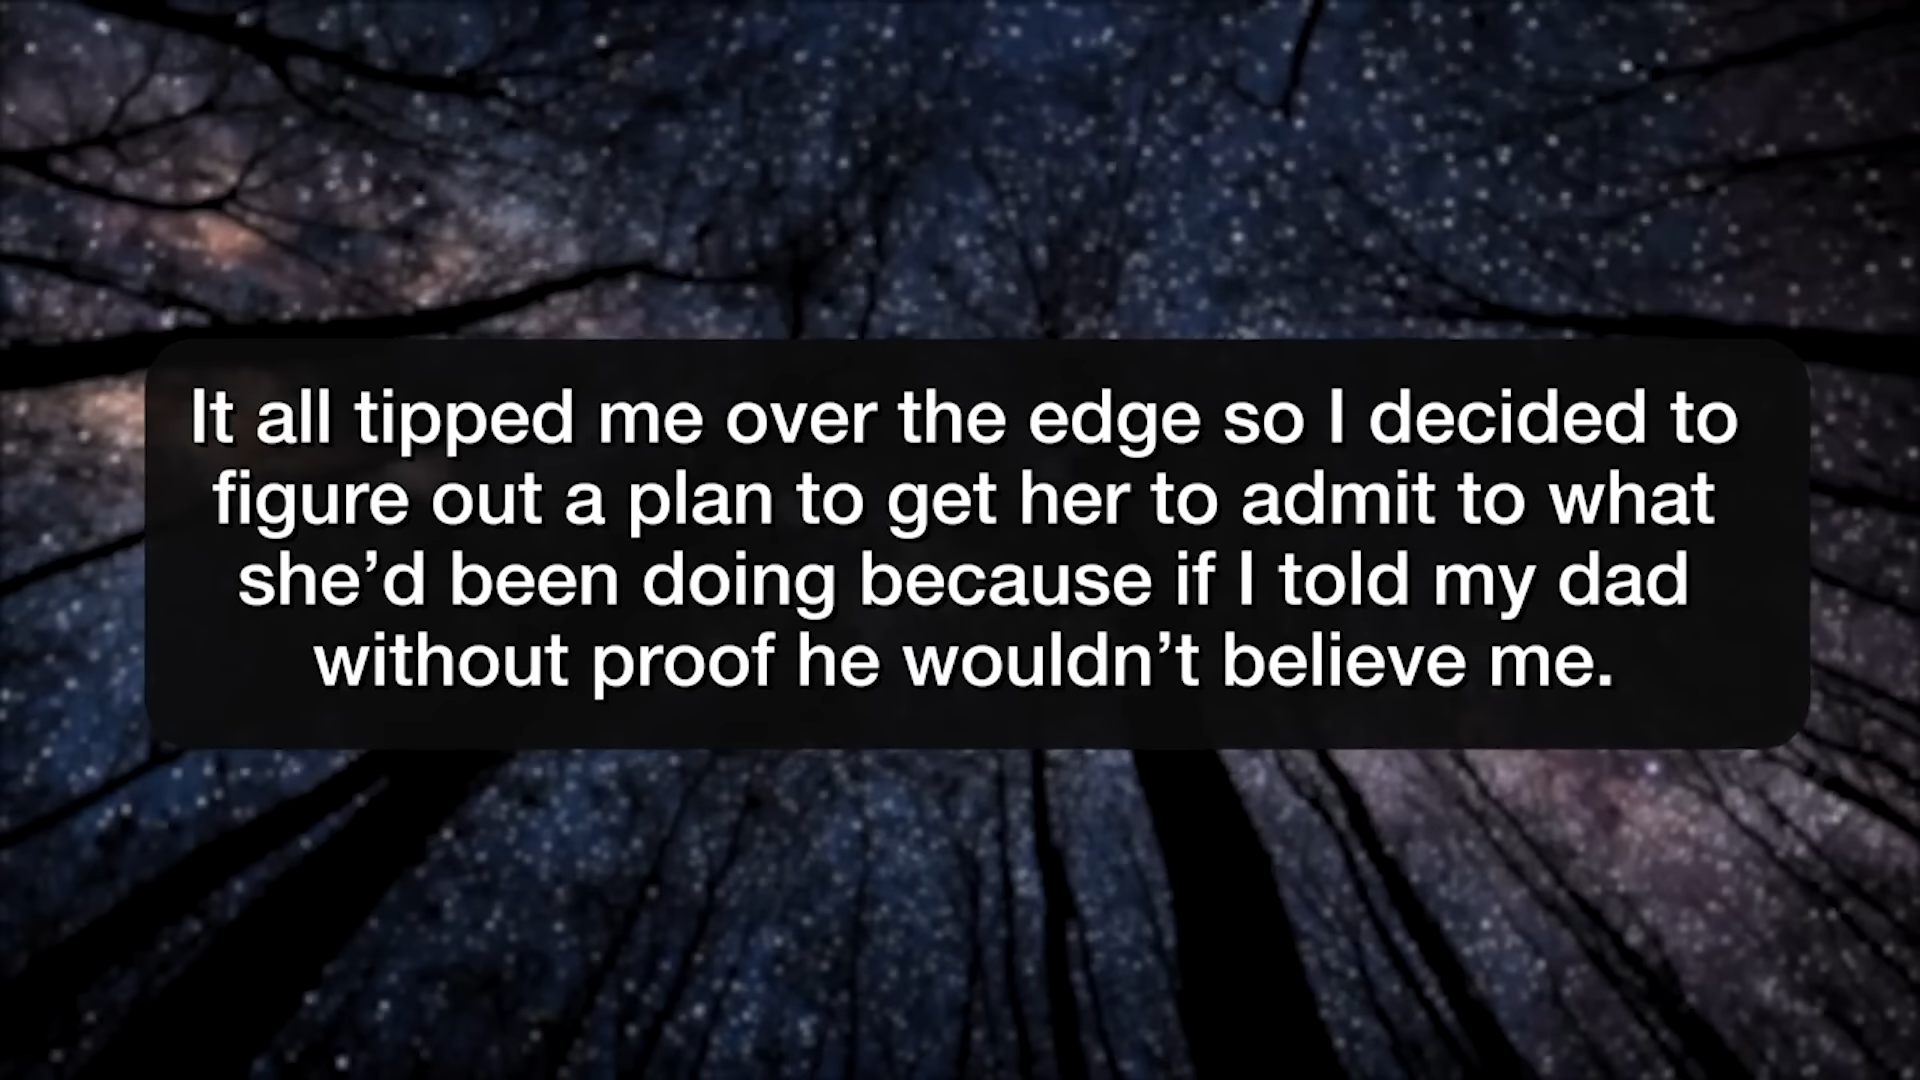 It all tipped me over the edge so I decided to
figure out a plan to get her to admit to what
she’d been doing because if I told my dad
without proof he wouldn’t believe me.